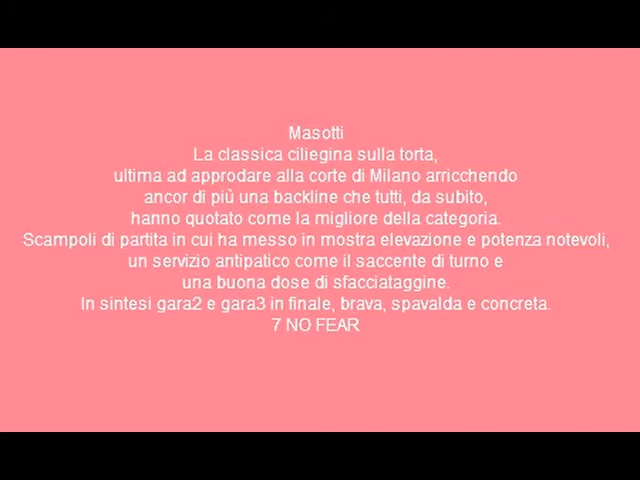 Masotti
La classica ciliegina sulla torta,
ultima ad approdare alla corte di Milano arricchendo
ancor di più una backline che tutti, da subito,
hanno quotato come la migliore della categoria.
Scampoli di partita in cui ha messo in mostra elevazione e potenza notevoli,
un servizio antipatico come il saccente di turno e
una buona dose di sfacciataggine.
In sintesi gara2 e gara3 in finale, brava, spavalda e concreta.
7 NO FEAR